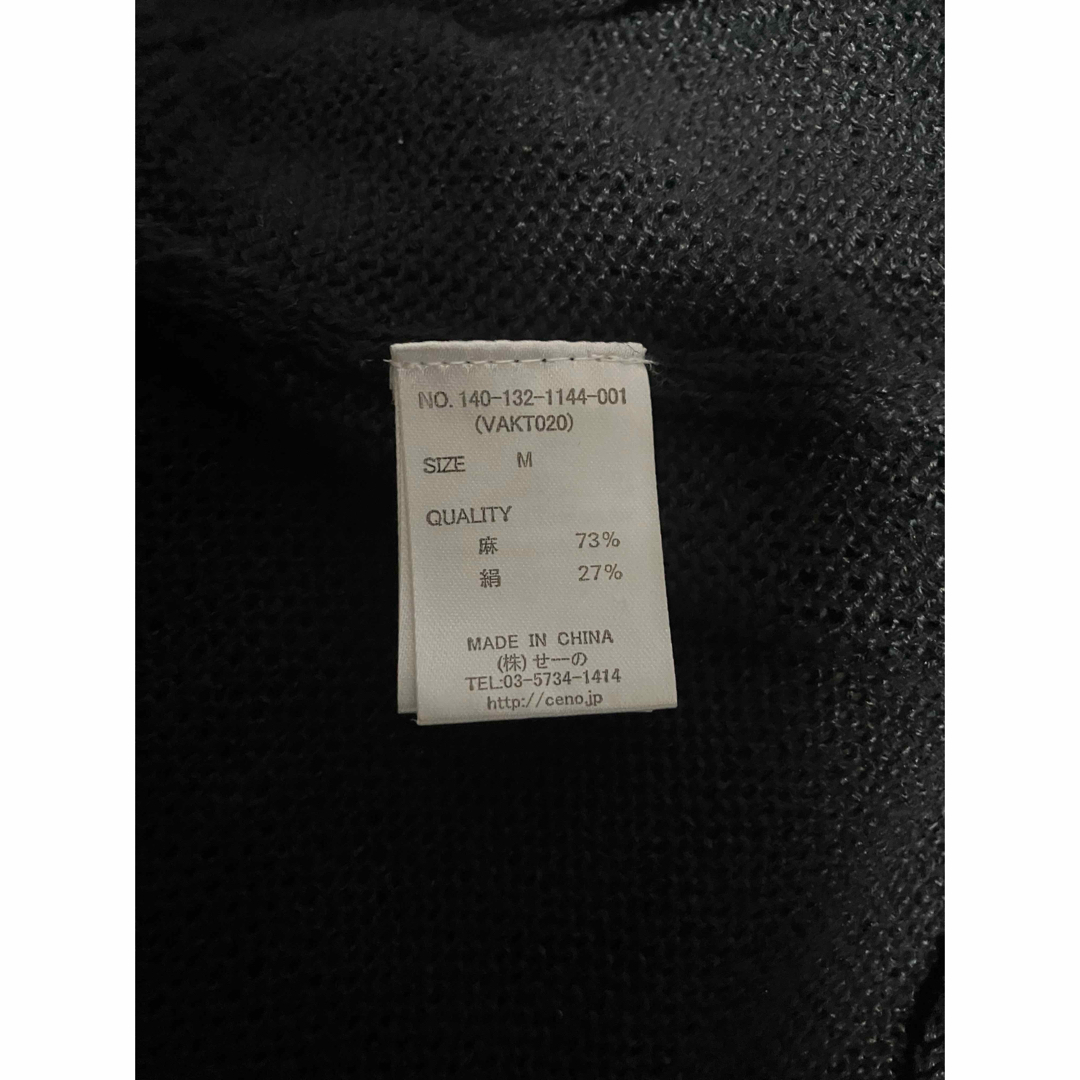 NO. 140-132-1144-001
(VAKT020)
SIZE M
QUALITY
麻 73%
絹 27%
MADE IN CHINA
(株) せーの
TEL:03-5734-1414
http://ceno.jp